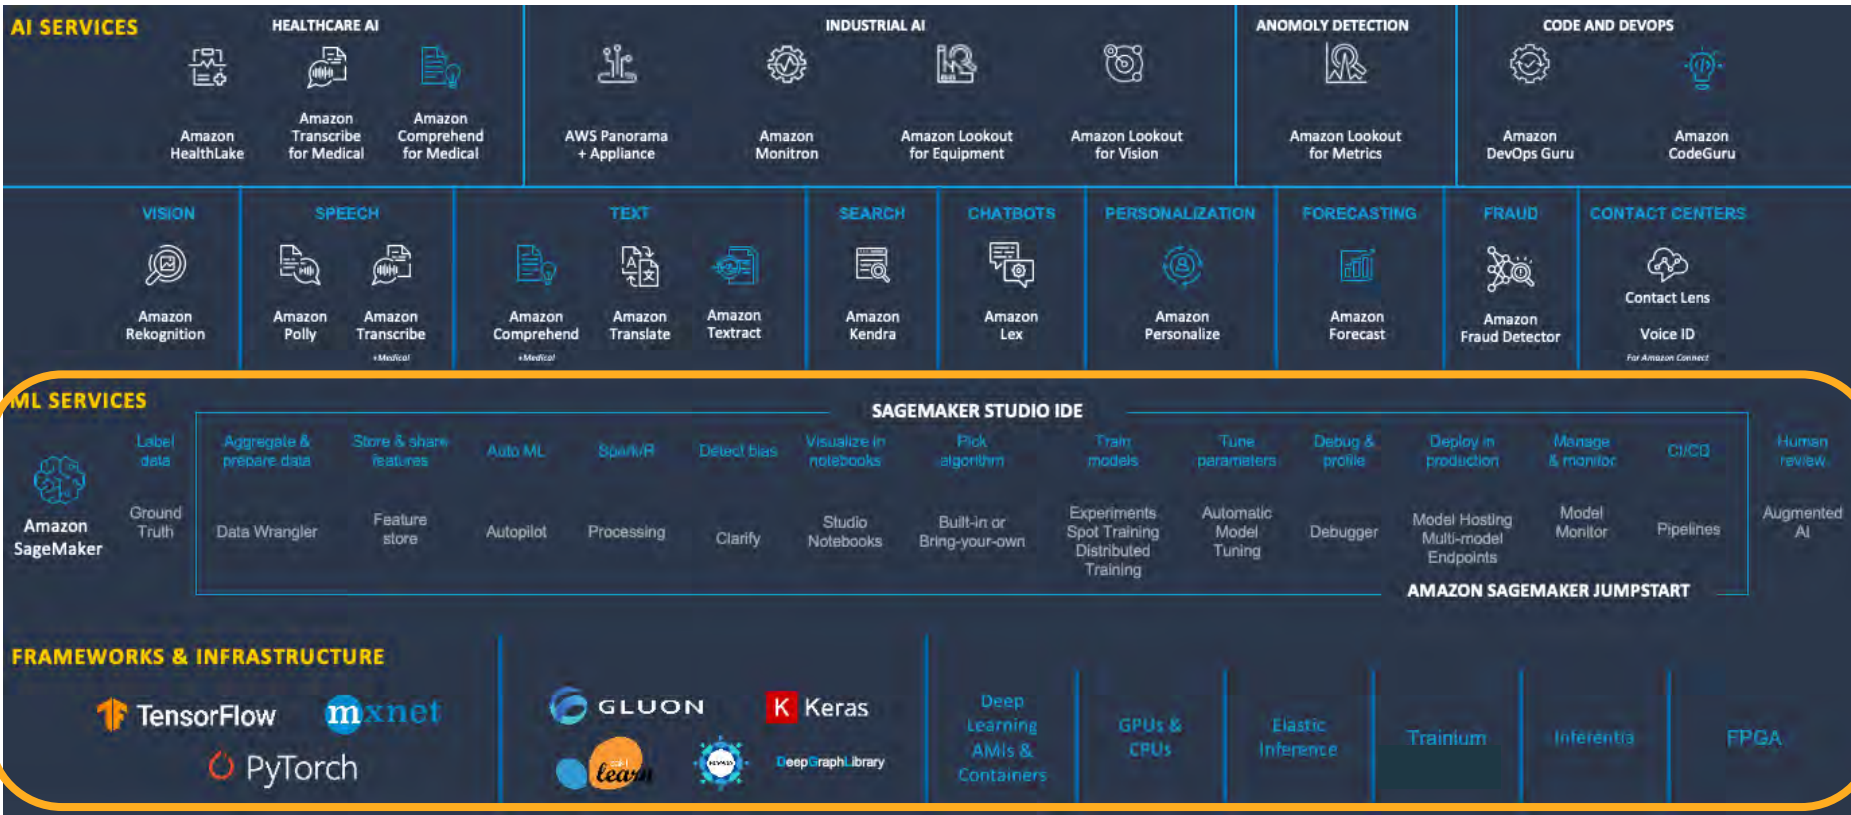 AI SERVICES
HEALTHCARE AI
INDUSTRIAL AI
ANOMOLY DETECTION
CODE AND DEVOPS
Amazon
HealthLake
Amazon
Transcribe
for Medical
Amazon
Comprehend
for Medical
AWS Panorama
+ Appliance
Amazon
Monitron
Amazon Lookout
for Equipment
Amazon Lookout
for Vision
Amazon Lookout
for Metrics
Amazon
DevOps Guru
Amazon
CodeGuru
VISION
SPEECH
TEXT
SEARCH
CHATBOTS
PERSONALIZATION
FORECASTING
FRAUD
CONTACT CENTERS
Amazon
Rekognition
Amazon
Polly
Amazon
Transcribe
+Medical
Amazon
Comprehend
+Medical
Amazon
Translate
Amazon
Textract
Amazon
Kendra
Amazon
Lex
Amazon
Personalize
Amazon
Forecast
Amazon
Fraud Detector
Contact Lens
Voice ID
For Amazon Connect
ML SERVICES
SAGEMAKER STUDIO IDE
Amazon
SageMaker
Label
data
Ground
Truth
Aggregate &
prepare data
Data Wrangler
Store & share
features
Feature
store
Auto ML
Autopilot
Spark/R
Processing
Detect bias
Clarify
Visualize in
notebooks
Studio
Notebooks
Pick
algorithm
Built-in or
Bring-your-own
Train
models
Experiments
Spot Training
Distributed
Training
Tune
parameters
Automatic
Model
Tuning
Debug &
profile
Debugger
Deploy in
production
Model Hosting
Multi-model
Endpoints
Manage
& monitor
Model
Monitor
CI/CD
Pipelines
Human
review
Augmented
AI
AMAZON SAGEMAKER JUMPSTART
FRAMEWORKS & INFRASTRUCTURE
TensorFlow
mxnet
PyTorch
GLUON
K Keras
learn
DeepGraphLibrary
Deep
Learning
AMIs &
Containers
GPUs &
CPUs
Elastic
Inference
Trainium
Inferentia
FPGA